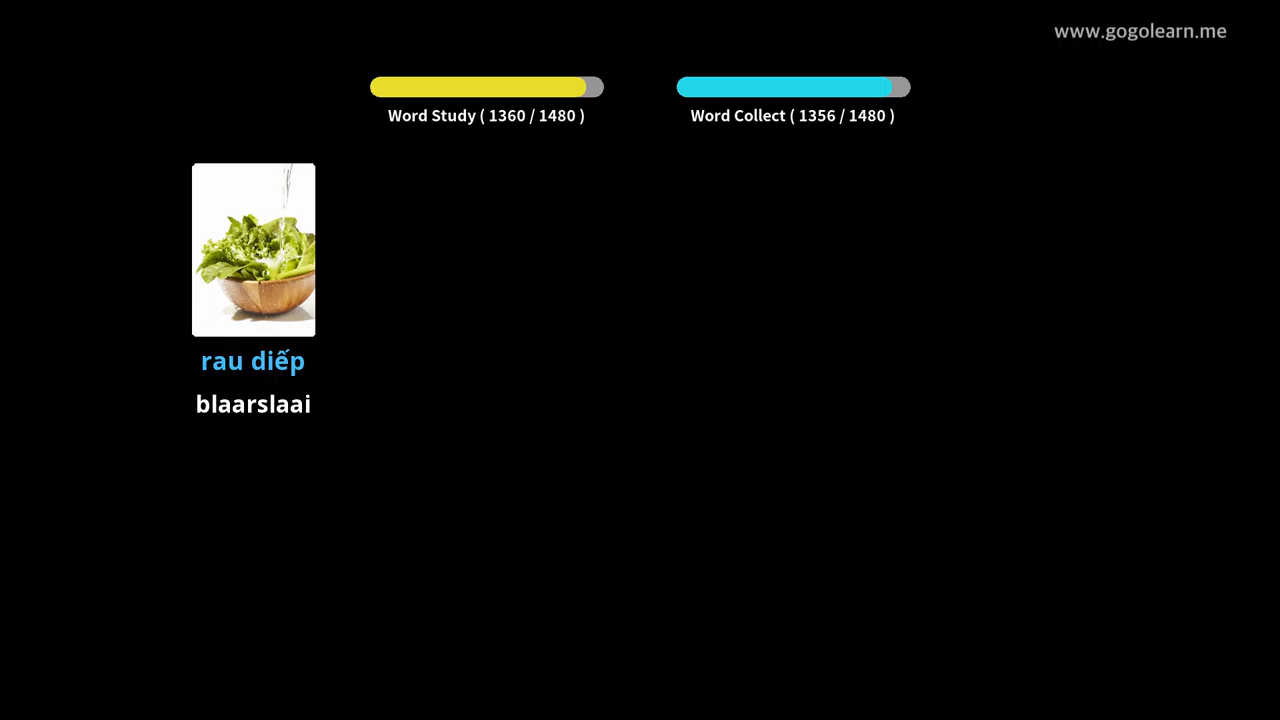 www.gogolearn.me
Word Study ( 1360 / 1480 )
Word Collect ( 1356 / 1480 )
rau diếp
blaarslaai